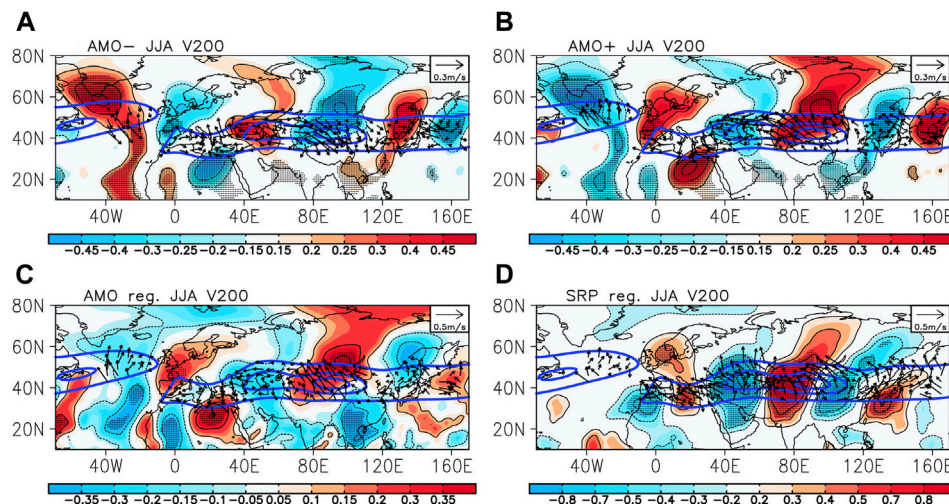 A
AMO− JJA V200
80N
60N
40N
20N
0.3m/s
40W 0 40E 80E 120E 160E
−0.45 −0.4 −0.3 −0.25 −0.2 −0.15 0.15 0.2 0.25 0.3 0.4 0.45
B
AMO+ JJA V200
80N
60N
40N
20N
0.3m/s
40W 0 40E 80E 120E 160E
−0.45 −0.4 −0.3 −0.25 −0.2 −0.15 0.15 0.2 0.25 0.3 0.4 0.45
C
AMO reg. JJA V200
80N
60N
40N
20N
0.5m/s
40W 0 40E 80E 120E 160E
−0.35 −0.3 −0.2 −0.15 −0.1 −0.05 0.05 0.1 0.15 0.2 0.3 0.35
D
SRP reg. JJA V200
80N
60N
40N
20N
0.5m/s
40W 0 40E 80E 120E 160E
−0.8 −0.7 −0.5 −0.4 −0.3 −0.2 0.2 0.3 0.4 0.5 0.7 0.8